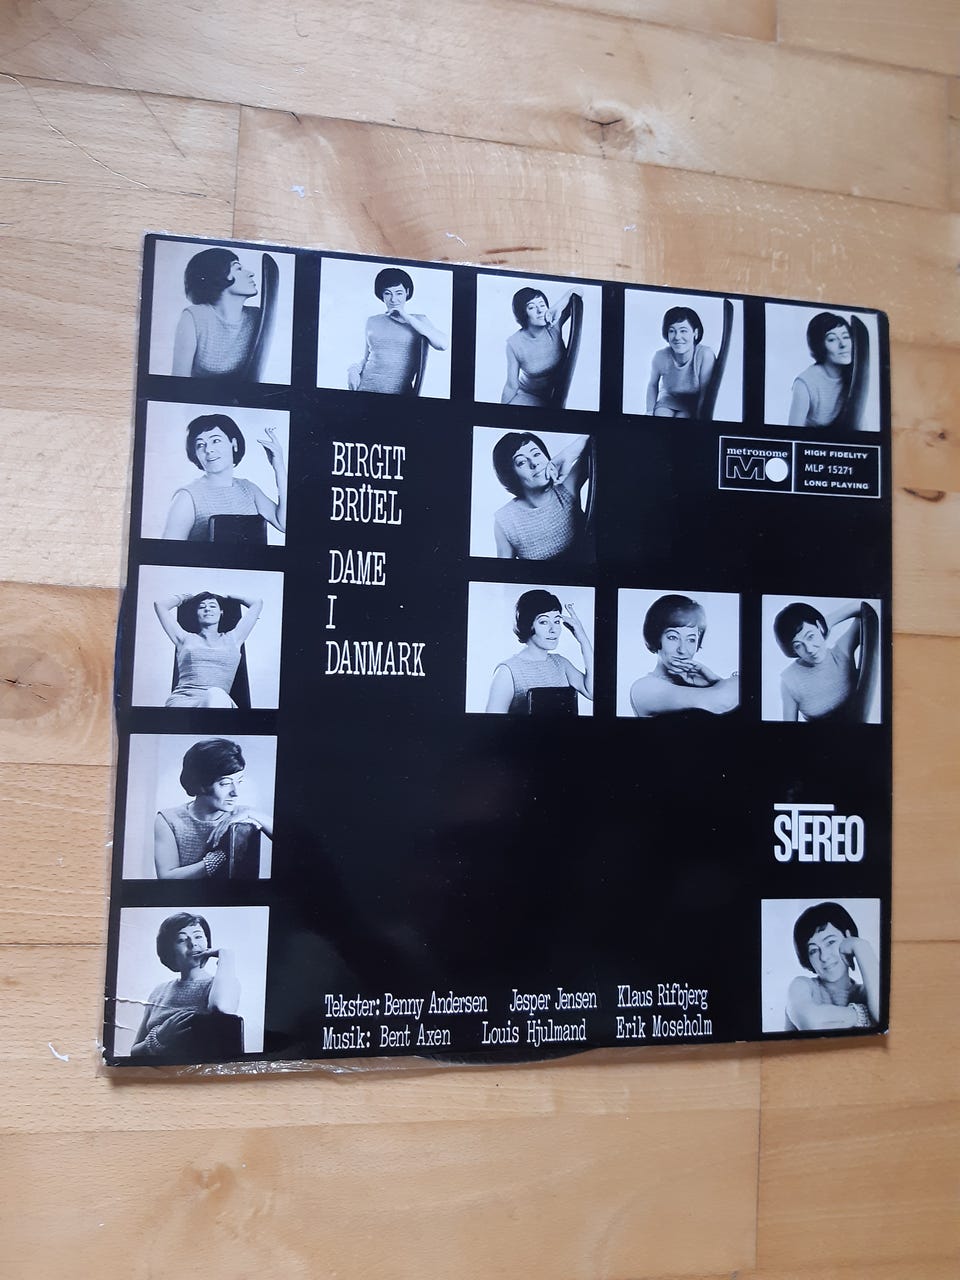 BIRGIT
BRÜEL
DAME
I
DANMARK
metronome
MO
HIGH FIDELITY
MLP 15271
LONG PLAYING
STEREO
Tekster: Benny Andersen Jesper Jensen Klaus Rifbjerg
Musik: Bent Axen Louis Hjulmand Erik Moseholm